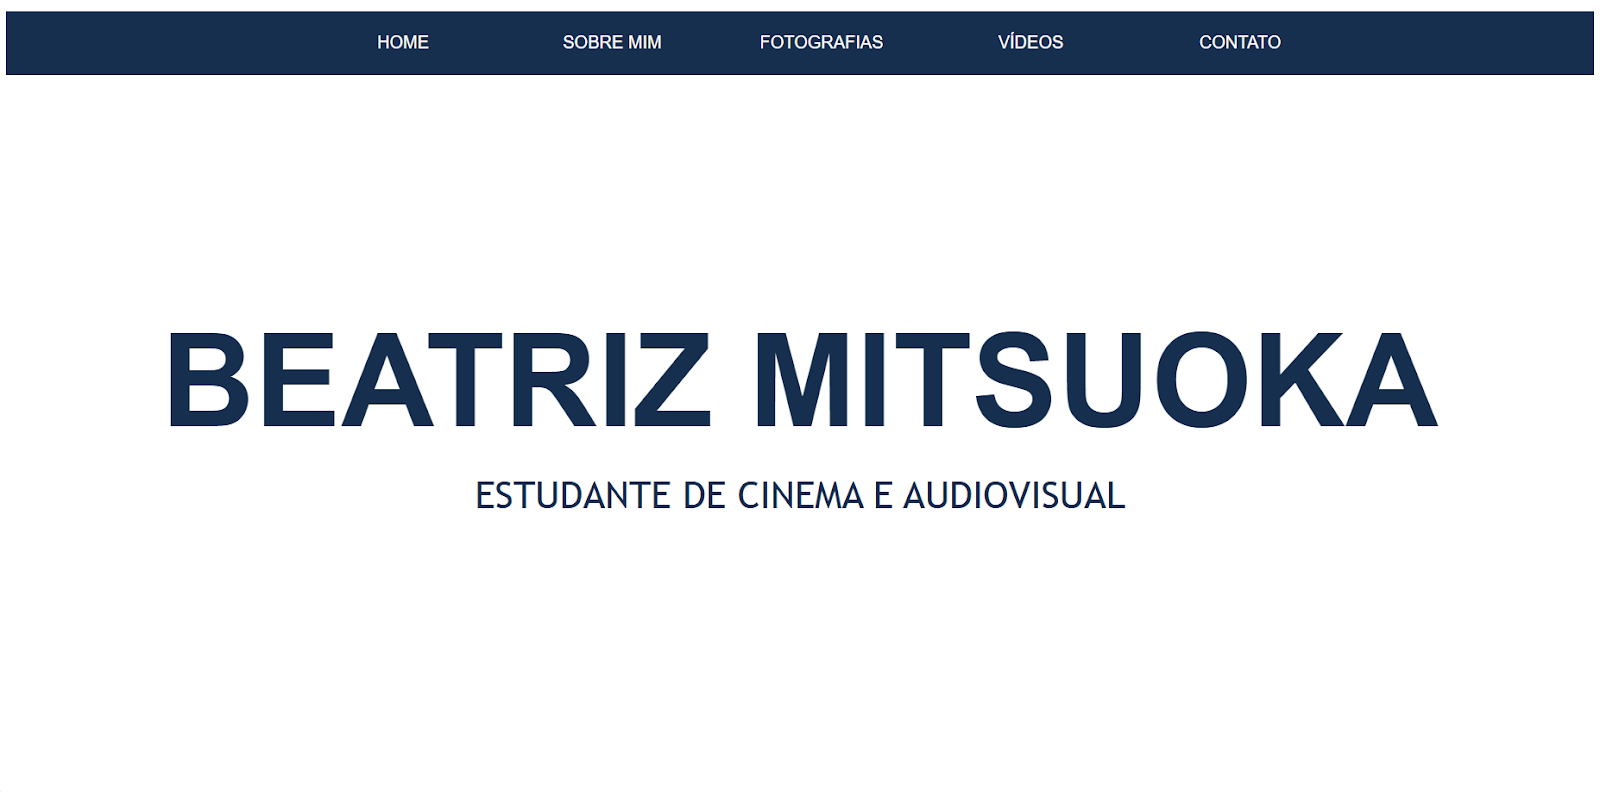 HOME SOBRE MIM FOTOGRAFIAS VÍDEOS CONTATO
BEATRIZ MITSUOKA
ESTUDANTE DE CINEMA E AUDIOVISUAL